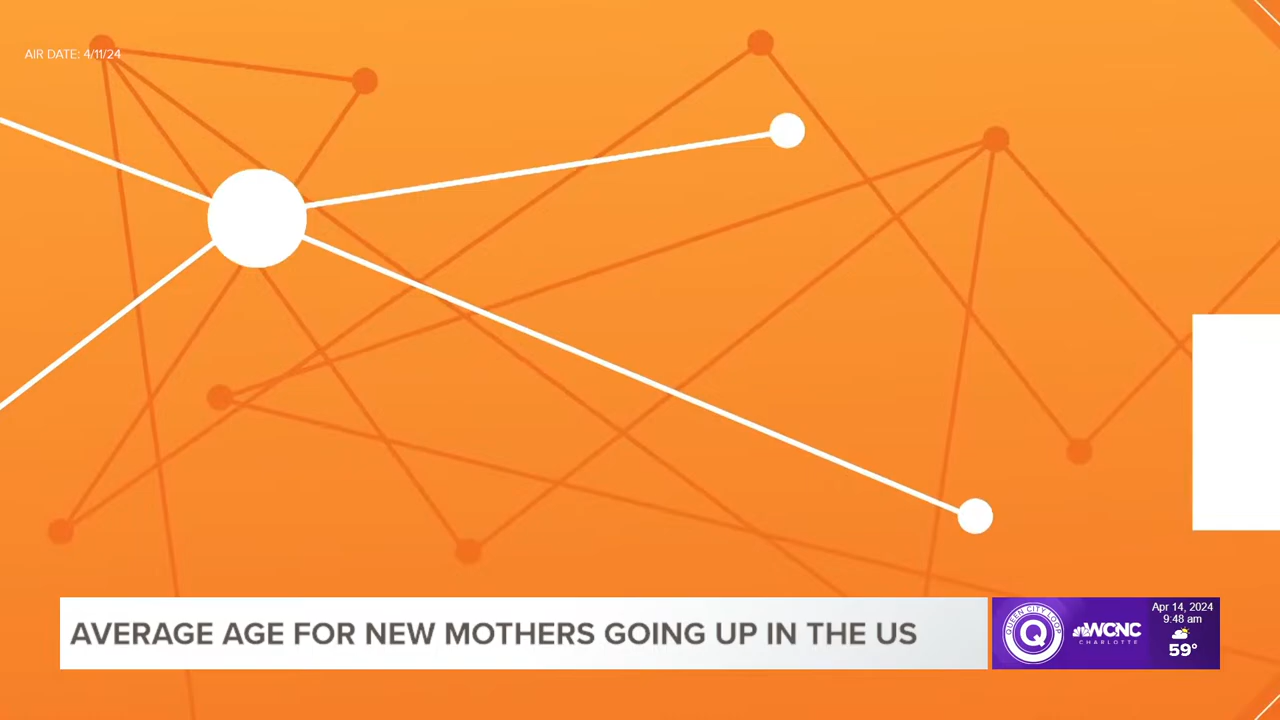 AIR DATE: 4/11/24
AVERAGE AGE FOR NEW MOTHERS GOING UP IN THE US
QUEEN CITY LOOP
Q
WCNC
CHARLOTTE
Apr 14, 2024
9:48 am
59°